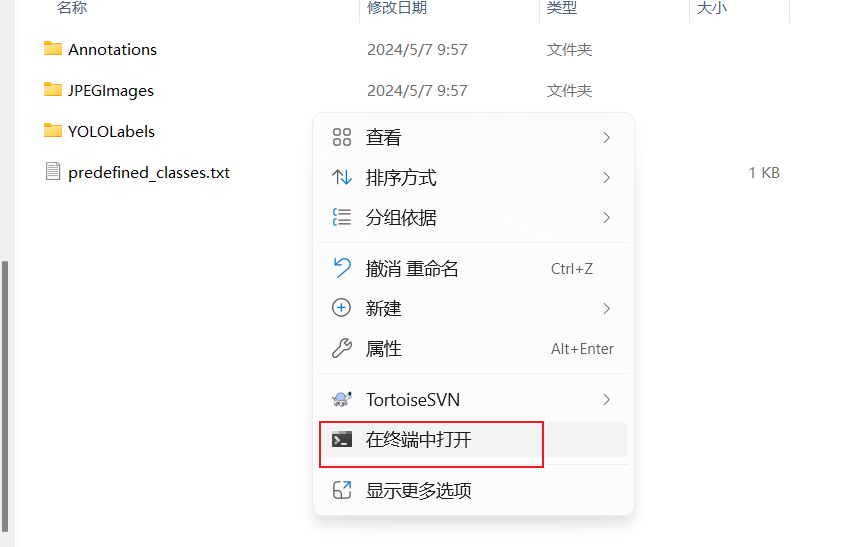 名称 修改日期 类型 大小
Annotations 2024/5/7 9:57 文件夹
JPEGImages 2024/5/7 9:57 文件夹
YOLOLabels
predefined_classes.txt 1 KB
查看
排序方式
分组依据
撤消 重命名 Ctrl+Z
新建
属性 Alt+Enter
TortoiseSVN
在终端中打开
显示更多选项